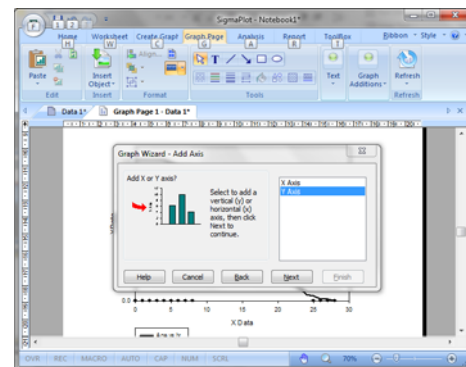 SigmaPlot - Notebook1*
F 1 2
Home Worksheet Create Graph Graph Page Analysis Report Toolbox Ribbon Style
H W C G A R T
Paste Insert Object Align Text Graph Additions Refresh
Edit Insert Format Tools Refresh
Data 1* Graph Page 1 - Data 1*
Graph Wizard - Add Axis
Add X or Y axis?
Select to add a
vertical (y) or
horizontal (x)
axis, then click
Next to
continue.
X Axis
Y Axis
Help Cancel Back Next Finish
0.0
0 5 10 15 20 25 30
X Data
OVR REC MACRO AUTO CAP NUM SCRL 70%